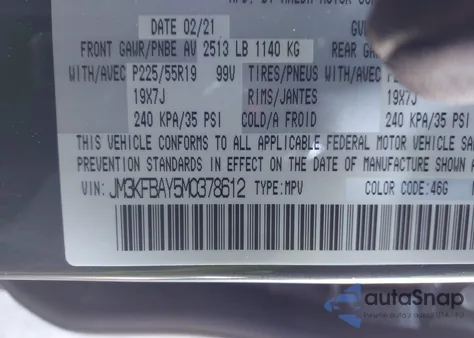 DATE 02/21
FRONT GAWR/PNBE AV 2513 LB 1140 KG REAR
WITH/AVEC P225/55R19 99V TIRES/PNEUS
19X7J RIMS/JANTES 19X7J
240 KPA/35 PSI COLD/A FROID 240 KPA/35 PSI
THIS VEHICLE CONFORMS TO ALL APPLICABLE FEDERAL MOTOR VEHICLE
PREVENTION STANDARDS IN EFFECT ON THE DATE OF MANUFACTURE SHOWN
VIN: JM3KFBAY5M0378612 TYPE: MPV COLOR CODE: 46G
autoSnap